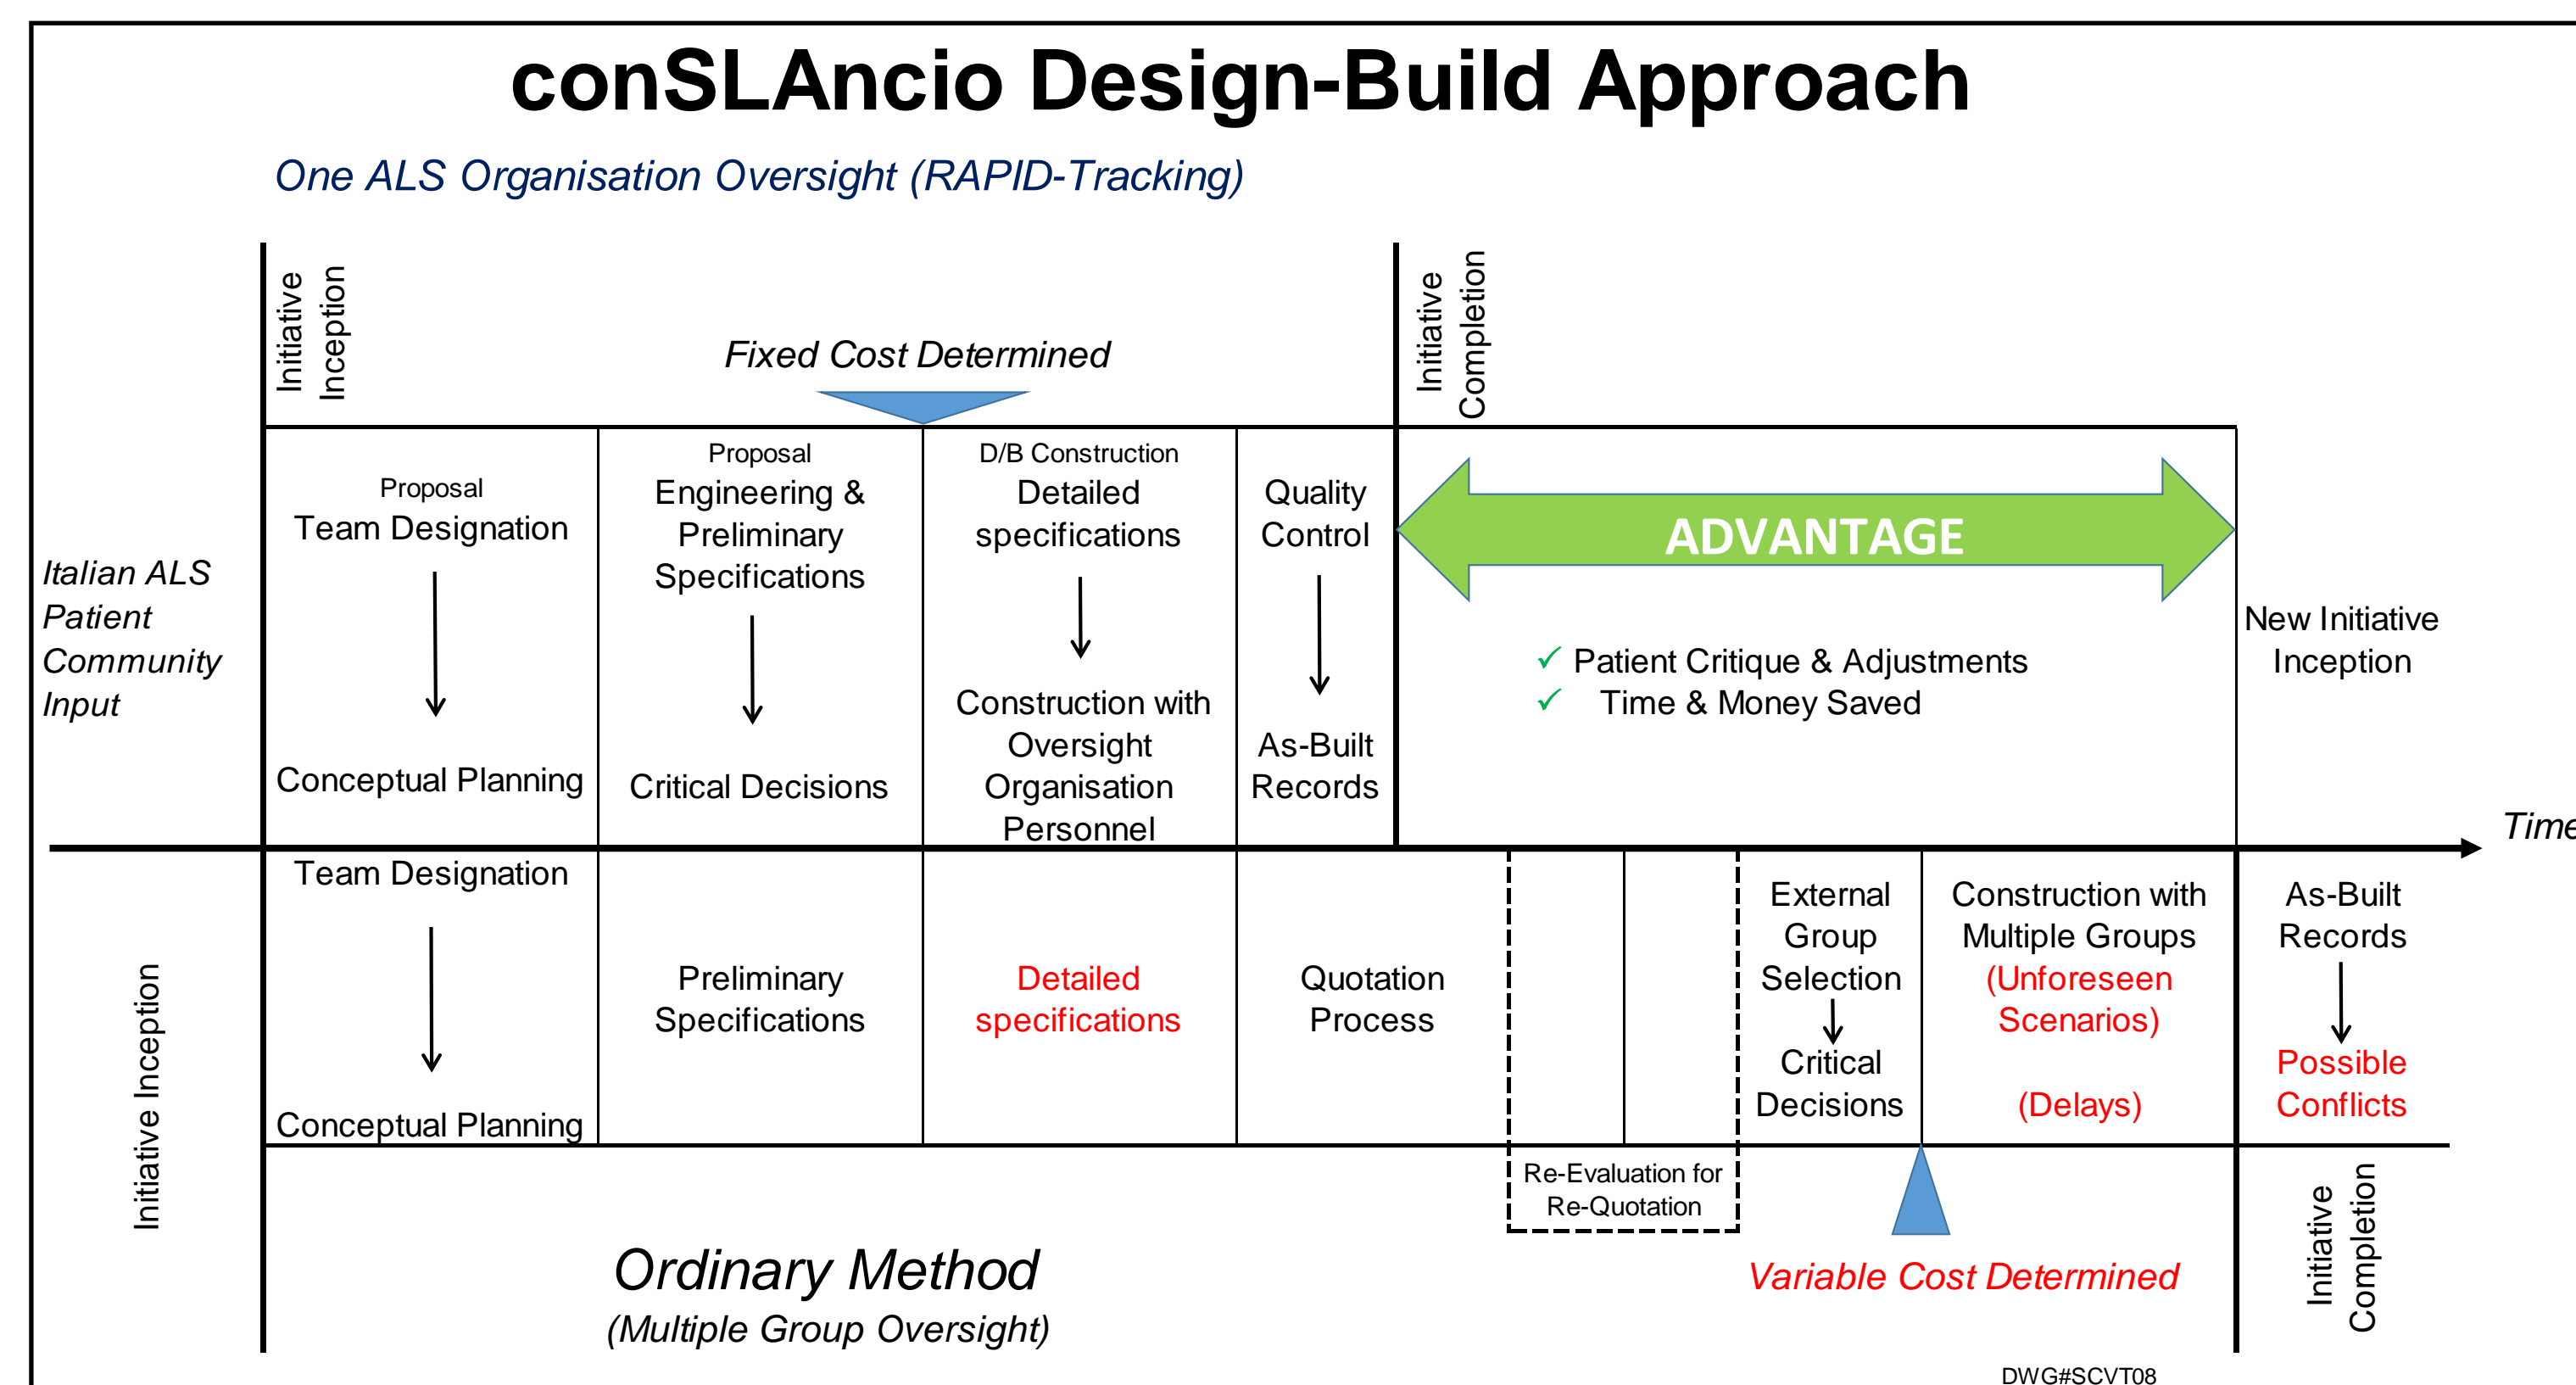 conSLAncio Design-Build Approach
One ALS Organisation Oversight (RAPID-Tracking)
Initiative
Inception
Fixed Cost Determined
Initiative
Completion
Italian ALS
Patient
Community
Input
Proposal
Team Designation
Conceptual Planning
Proposal
Engineering &
Preliminary
Specifications
Critical Decisions
D/B Construction
Detailed
specifications
Construction with
Oversight
Organisation
Personnel
Quality
Control
As-Built
Records
ADVANTAGE
✓ Patient Critique & Adjustments
✓ Time & Money Saved
New Initiative
Inception
Time
Initiative Inception
Team Designation
Conceptual Planning
Preliminary
Specifications
Detailed
specifications
Quotation
Process
Re-Evaluation for
Re-Quotation
External
Group
Selection
Critical
Decisions
Construction with
Multiple Groups
(Unforeseen
Scenarios)
(Delays)
As-Built
Records
Possible
Conflicts
Ordinary Method
(Multiple Group Oversight)
Variable Cost Determined
Initiative
Completion
DWG#SCVT08